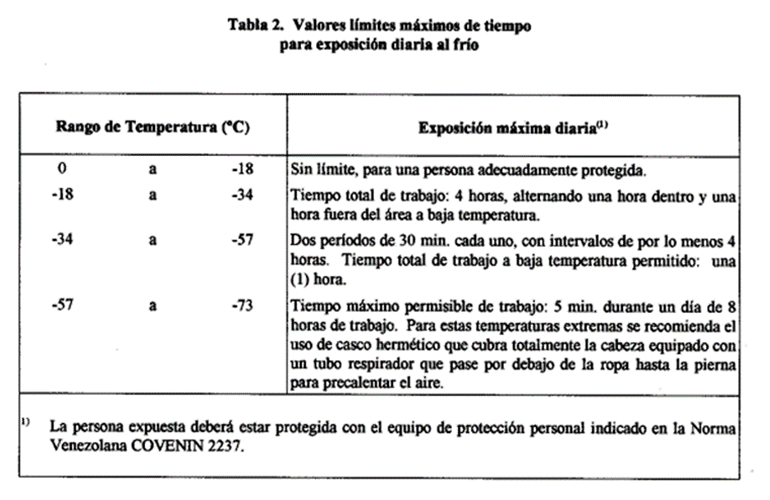 Tabla 2. Valores límites máximos de tiempo
para exposición diaria al frío
Rango de Temperatura (°C) Exposición máxima diaria(1)
0 a -18 Sin límite, para una persona adecuadamente protegida.
-18 a -34 Tiempo total de trabajo: 4 horas, alternando una hora dentro y una
hora fuera del área a baja temperatura.
-34 a -57 Dos períodos de 30 min. cada uno, con intervalos de por lo menos 4
horas. Tiempo total de trabajo a baja temperatura permitido: una
(1) hora.
-57 a -73 Tiempo máximo permisible de trabajo: 5 min. durante un día de 8
horas de trabajo. Para estas temperaturas extremas se recomienda el
uso de casco hermético que cubra totalmente la cabeza equipado con
un tubo respirador que pase por debajo de la ropa hasta la pierna
para precalentar el aire.
1) La persona expuesta deberá estar protegida con el equipo de protección personal indicado en la Norma
Venezolana COVENIN 2237.